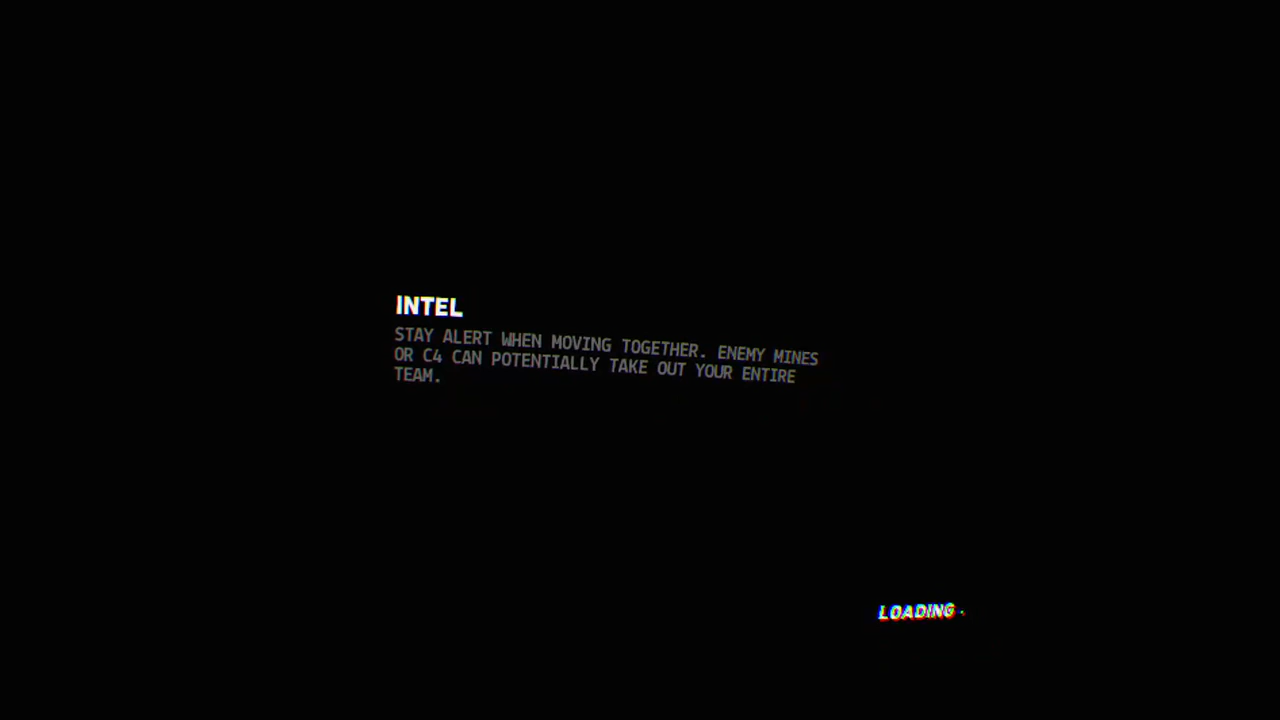 INTEL
STAY ALERT WHEN MOVING TOGETHER. ENEMY MINES
OR C4 CAN POTENTIALLY TAKE OUT YOUR ENTIRE
TEAM.
LOADING .